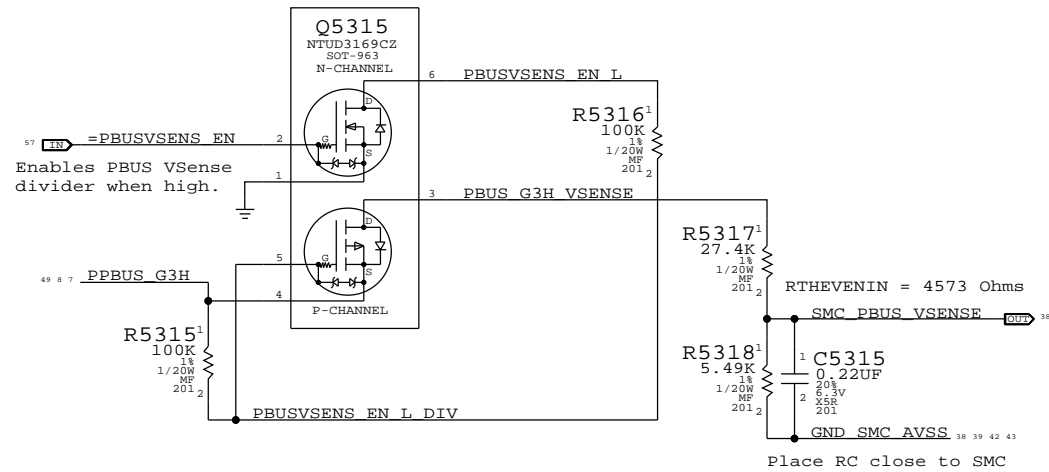 Q5315
NTUD3169CZ
SOT-963
N-CHANNEL
6
PBUSVSENS_EN_L
D
R5316
1
100K
1%
1/20W
MF
201
2
57
IN
=PBUSVSENS_EN
2
G
S
Enables PBUS VSense
divider when high.
1
3
PBUS_G3H_VSENSE
D
R5317
1
27.4K
1%
1/20W
MF
201
2
5
G
S
49 8 7
PPBUS_G3H
4
RTHEVENIN = 4573 Ohms
P-CHANNEL
SMC_PBUS_VSENSE
OUT
38
R5315
1
100K
1%
1/20W
MF
201
2
R5318
1
5.49K
1%
1/20W
MF
201
2
1
C5315
0.22UF
20%
6.3V
X5R
201
2
PBUSVSENS_EN_L_DIV
GND_SMC_AVSS
38 39 42 43
Place RC close to SMC